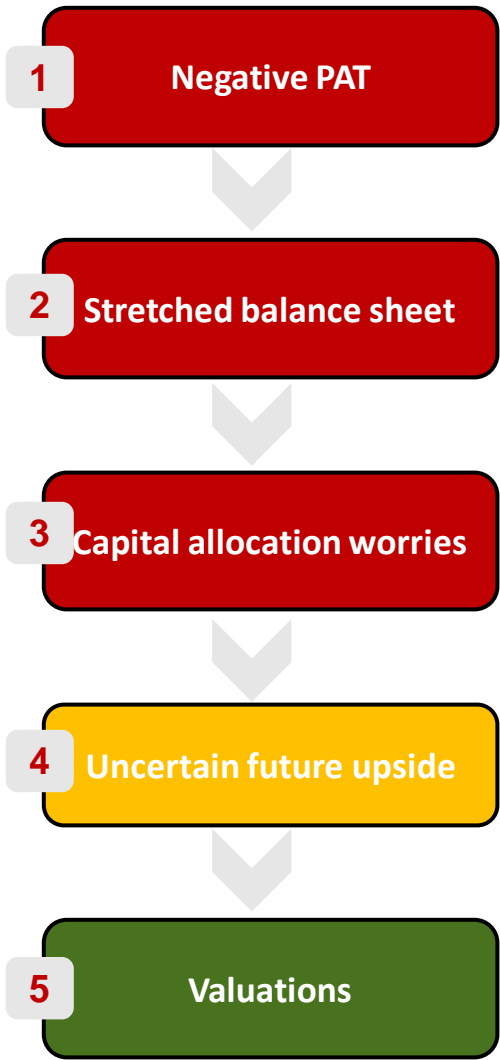 1
Negative PAT
2
Stretched balance sheet
3
Capital allocation worries
4
Uncertain future upside
5
Valuations